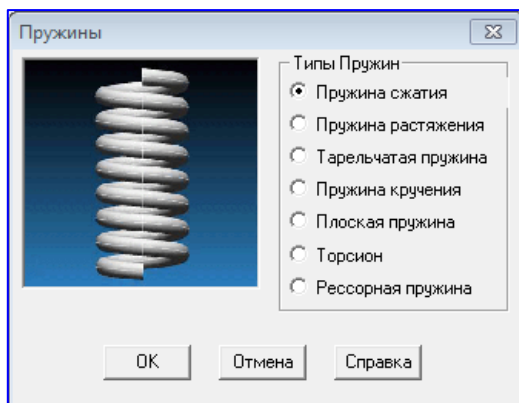 Пружины
Типы Пружин
Пружина сжатия
Пружина растяжения
Тарельчатая пружина
Пружина кручения
Плоская пружина
Торсион
Рессорная пружина
OK Отмена Справка